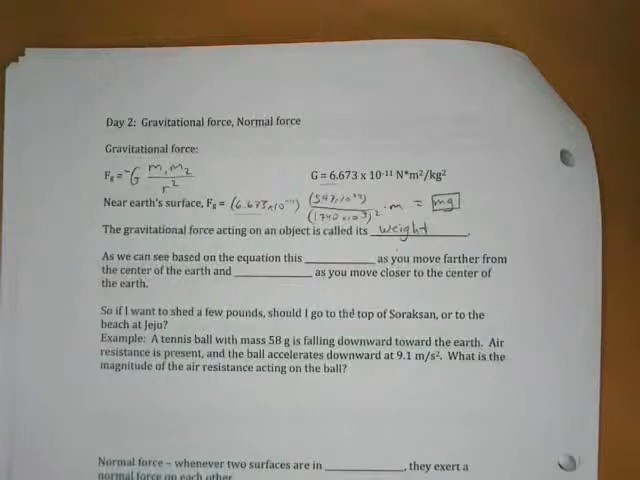 Day 2: Gravitational force, Normal force
Gravitational force:
Fg = -G m₁m₂ / r² G = 6.673 x 10⁻¹¹ N*m²/kg²
Near earth's surface, Fg = (6.673x10⁻¹¹) / ² · m = mg
The gravitational force acting on an object is called its weight.
As we can see based on the equation this __________ as you move farther from
the center of the earth and ___________ as you move closer to the center of
the earth.
So if I want to shed a few pounds, should I go to the top of Soraksan, or to the
beach at Jeju?
Example: A tennis ball with mass 58 g is falling downward toward the earth. Air
resistance is present, and the ball accelerates downward at 9.1 m/s². What is the
magnitude of the air resistance acting on the ball?
Normal force – whenever two surfaces are in ___________, they exert a
normal force on each other.